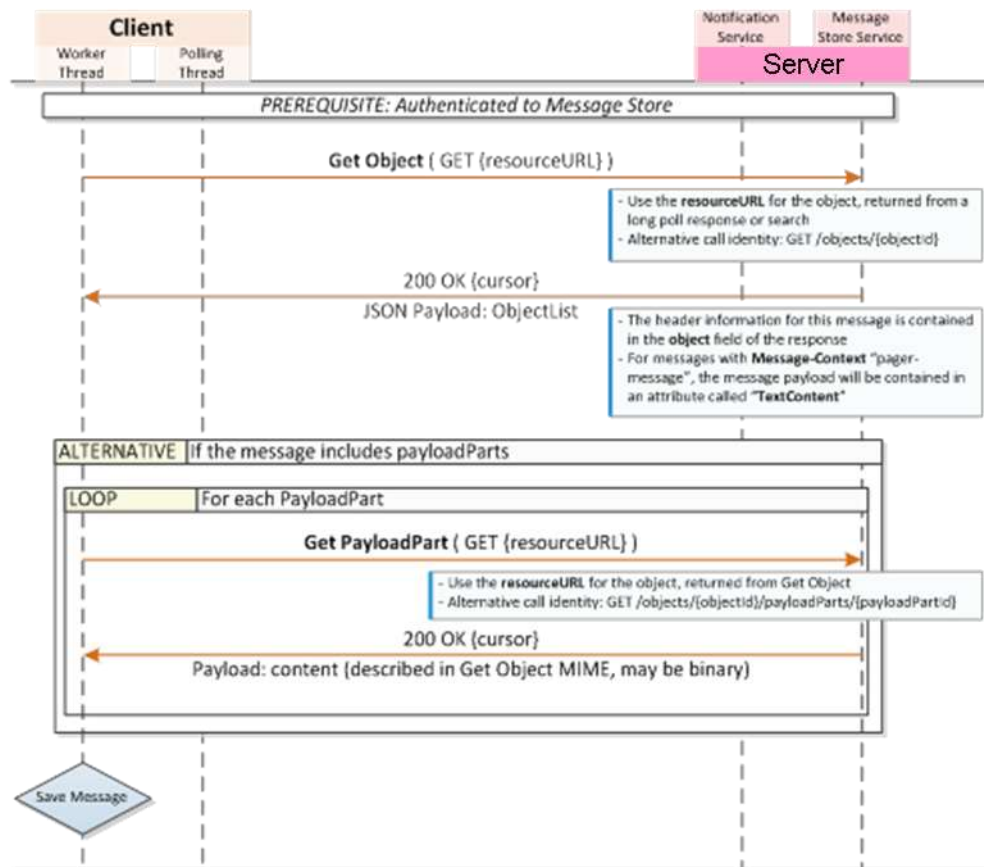 Client
Worker
Thread
Polling
Thread
Notification
Service
Message
Store Service
Server
PREREQUISITE: Authenticated to Message Store
Get Object ( GET {resourceURL} )
- Use the resourceURL for the object, returned from a
long poll response or search
- Alternative call identity: GET /objects/{objectId}
200 OK {cursor}
JSON Payload: ObjectList
- The header information for this message is contained
in the object field of the response
- For messages with Message-Context "pager-
message", the message payload will be contained in
an attribute called "TextContent"
ALTERNATIVE If the message includes payloadParts
LOOP For each PayloadPart
Get PayloadPart ( GET {resourceURL} )
- Use the resourceURL for the object, returned from Get Object
- Alternative call identity: GET /objects/{objectId}/payloadParts/{payloadPartId}
200 OK {cursor}
Payload: content (described in Get Object MIME, may be binary)
Save Message